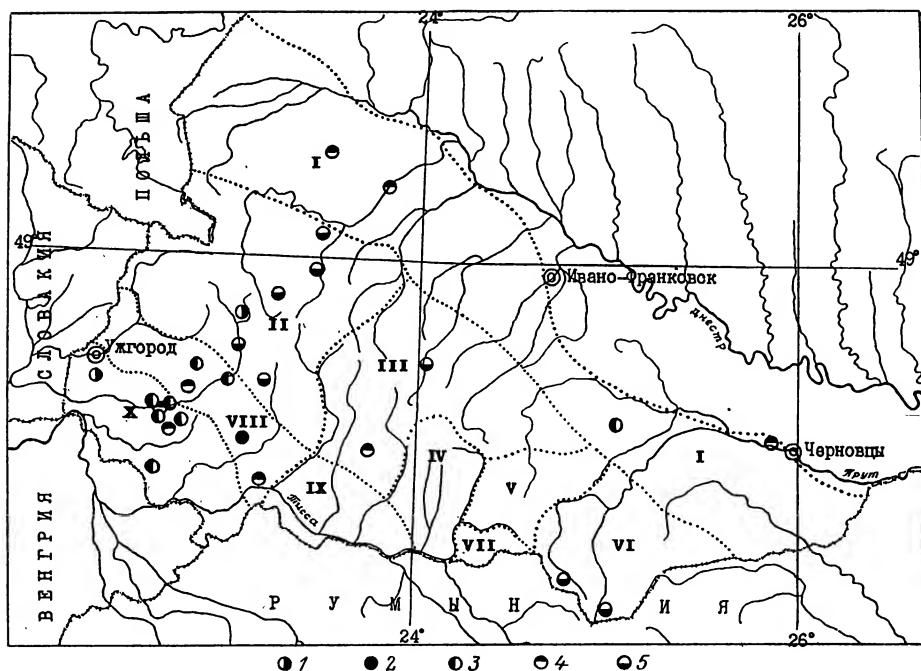 24°
26°
ПОЛЬША
СЛОВАКИЯ
ВЕНГРИЯ
49°
49°
I
Ивано-Франковск
Днестр
II
Ужгород
III
X
VIII
IV
I
Черновцы
Прут
V
IX
Тиса
VII
VI
РУМЫНИЯ
24°
26°
1 2 3 4 5